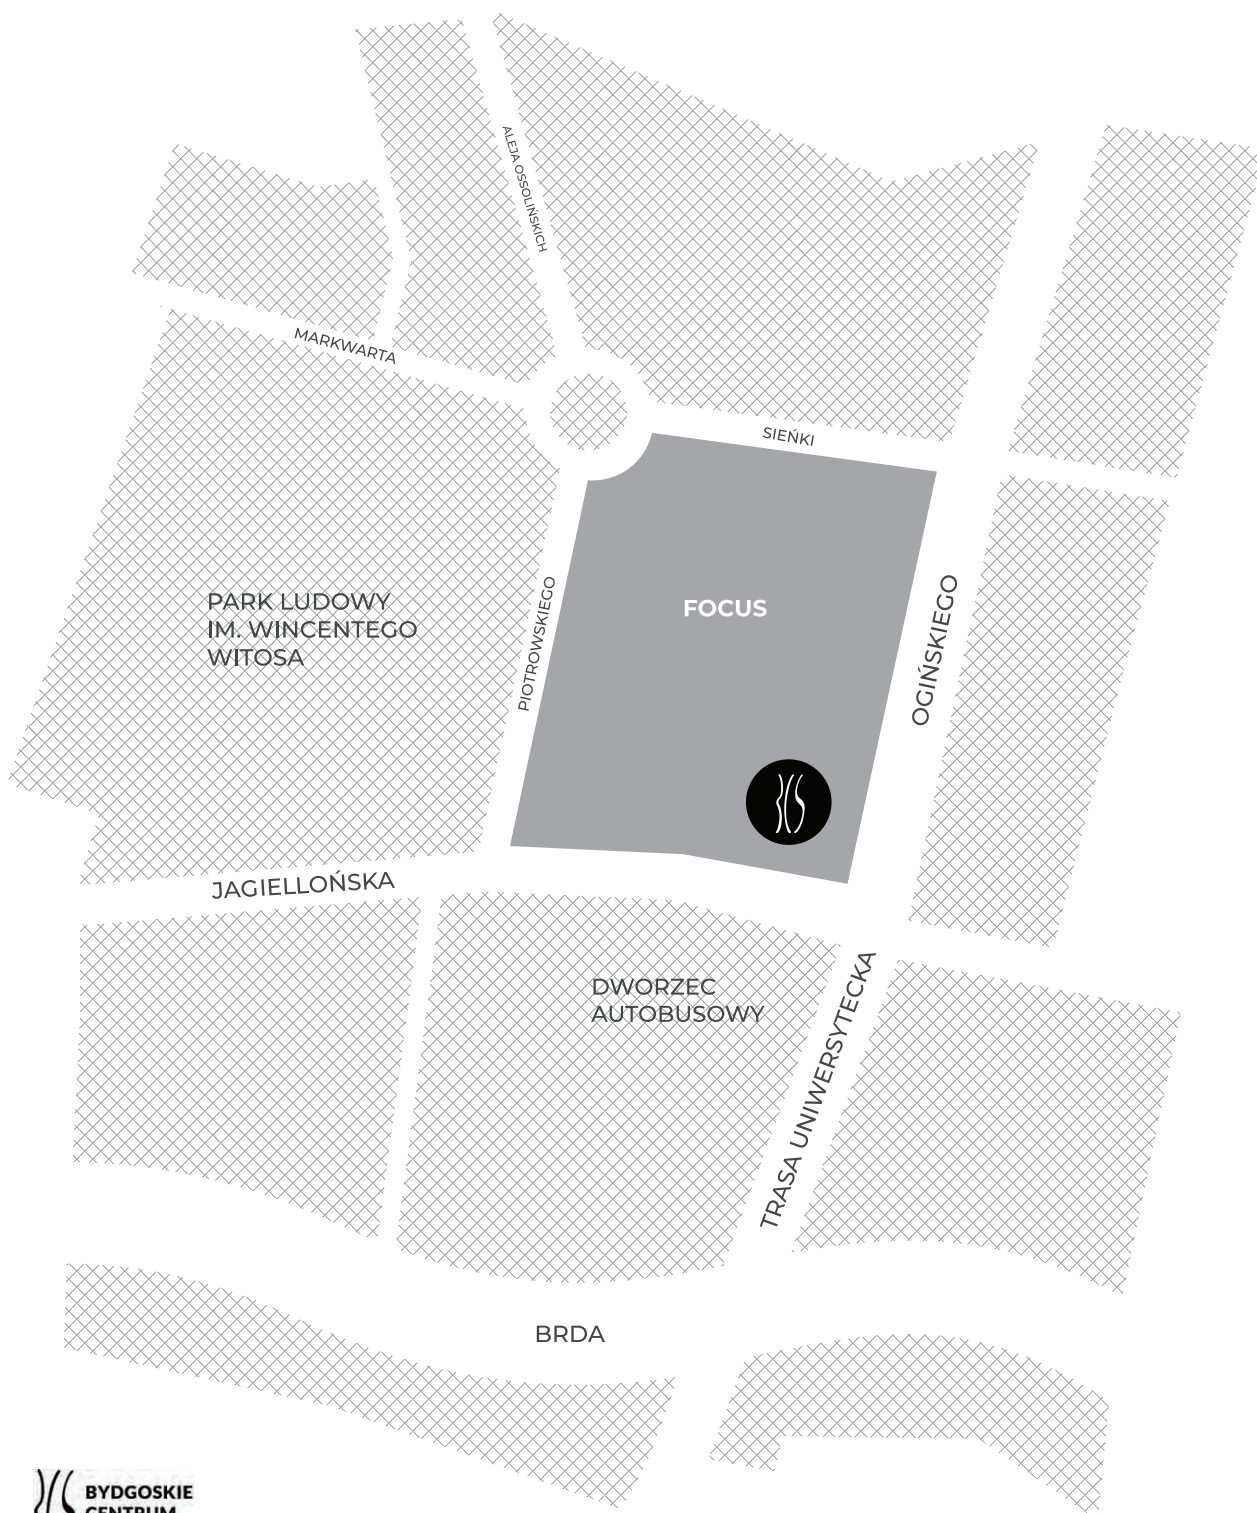 ALEJA OSSOLIŃSKICH
MARKWARTA
SIEŃKI
PARK LUDOWY
IM. WINCENTEGO
WITOSA
PIOTROWSKIEGO
FOCUS
OGIŃSKIEGO
JAGIELLOŃSKA
DWORZEC
AUTOBUSOWY
TRASA UNIWERSYTECKA
BRDA
BYDGOSKIE
CENTRUM